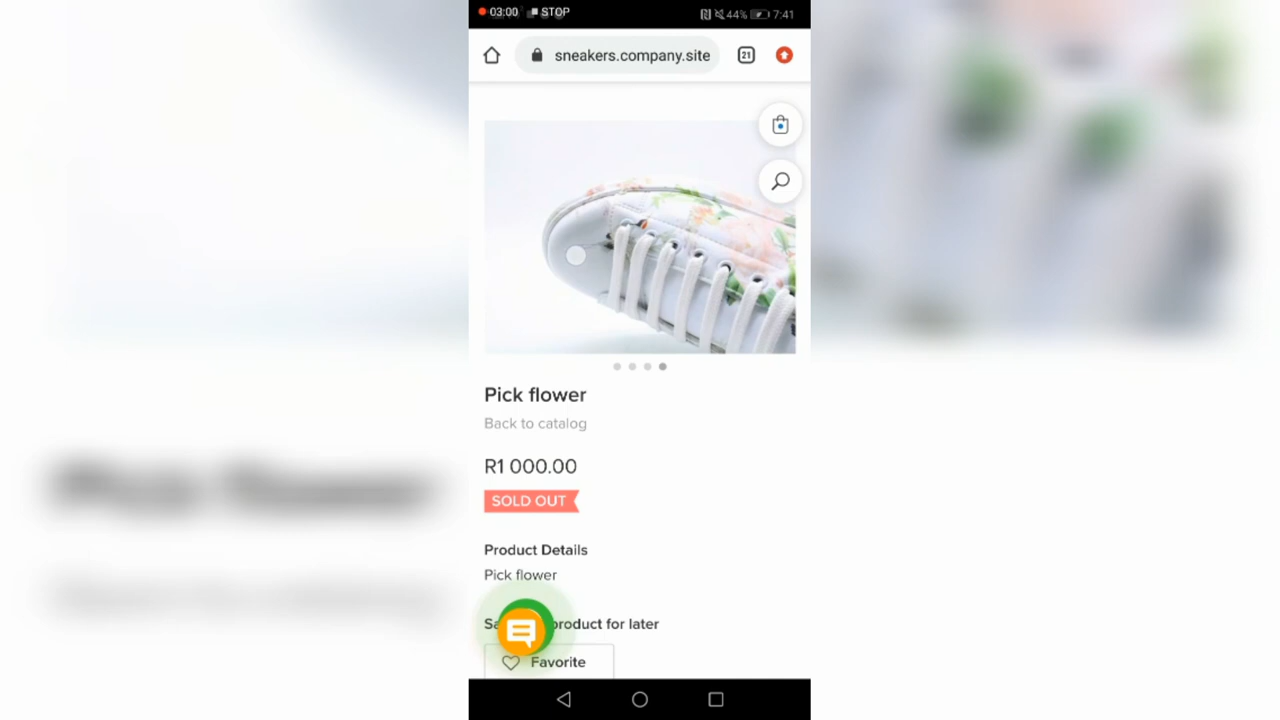 03:00 STOP 44% 7:41
sneakers.company.site 21
Pick flower
Back to catalog
R1 000.00
SOLD OUT
Product Details
Pick flower
product for later
Favorite